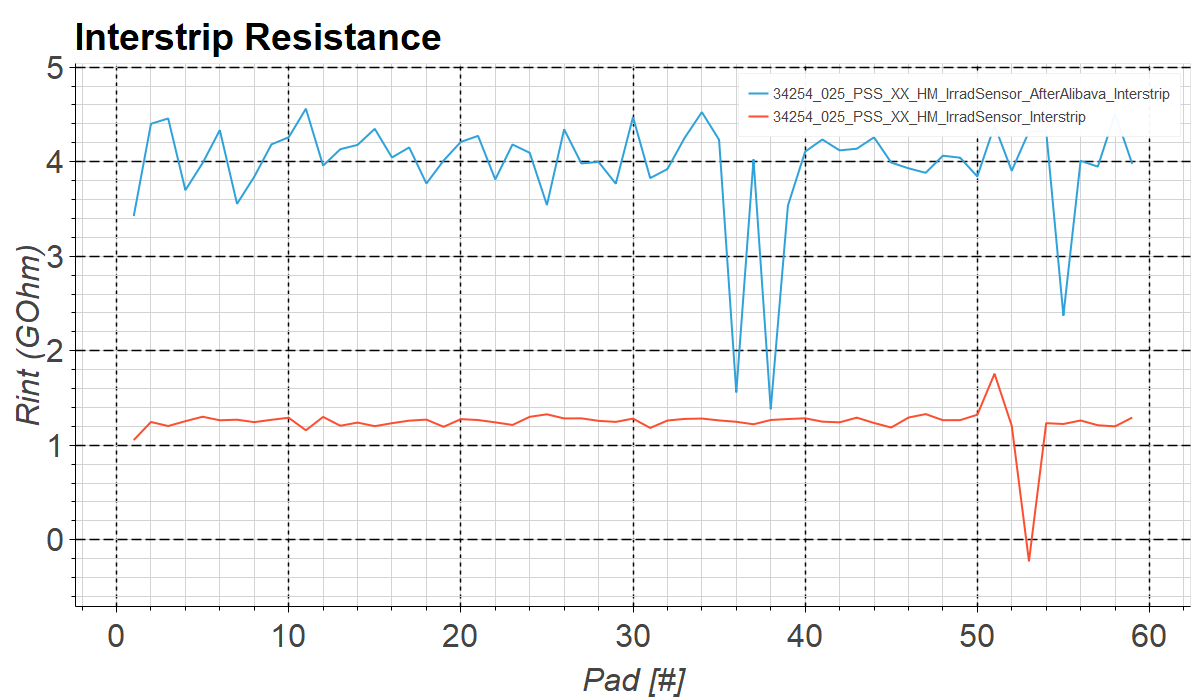 Interstrip Resistance
34254_025_PSS_XX_HM_IrradSensor_AfterAlibava_Interstrip
34254_025_PSS_XX_HM_IrradSensor_Interstrip
5
4
3
2
1
0
Rint (GOhm)
0 10 20 30 40 50 60
Pad [#]